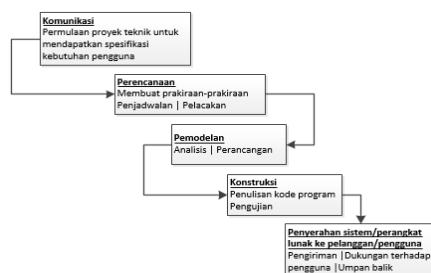 Komunikasi
Permulaan proyek teknik untuk
mendapatkan spesifikasi
kebutuhan pengguna
Perencanaan
Membuat prakiraan-prakiraan
Penjadwalan | Pelacakan
Pemodelan
Analisis | Perancangan
Konstruksi
Penulisan kode program
Pengujian
Penyerahan sistem/perangkat
lunak ke pelanggan/pengguna
Pengiriman |Dukungan terhadap
pengguna |Umpan balik